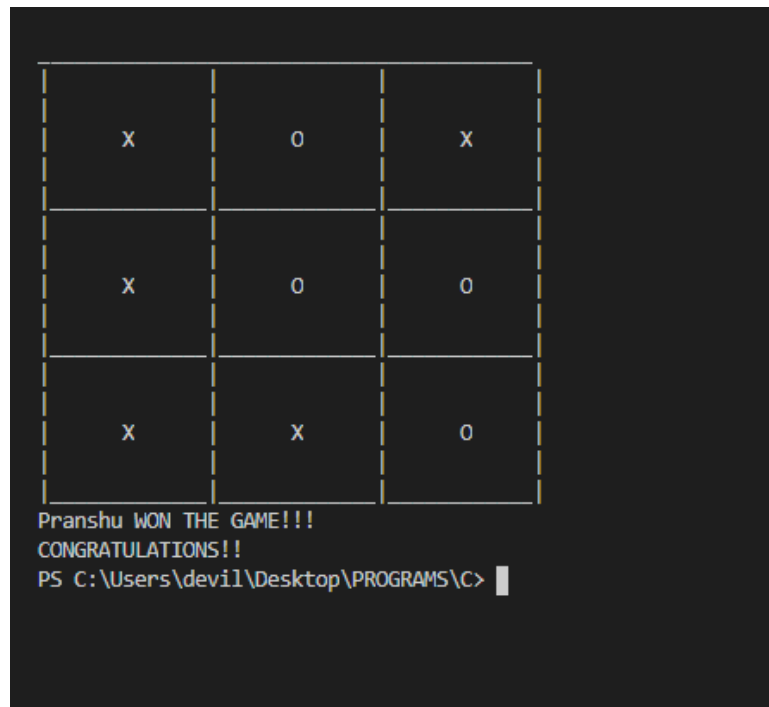 X O X
X O O
X X O
Pranshu WON THE GAME!!!
CONGRATULATIONS!!
PS C:\Users\devil\Desktop\PROGRAMS\C>